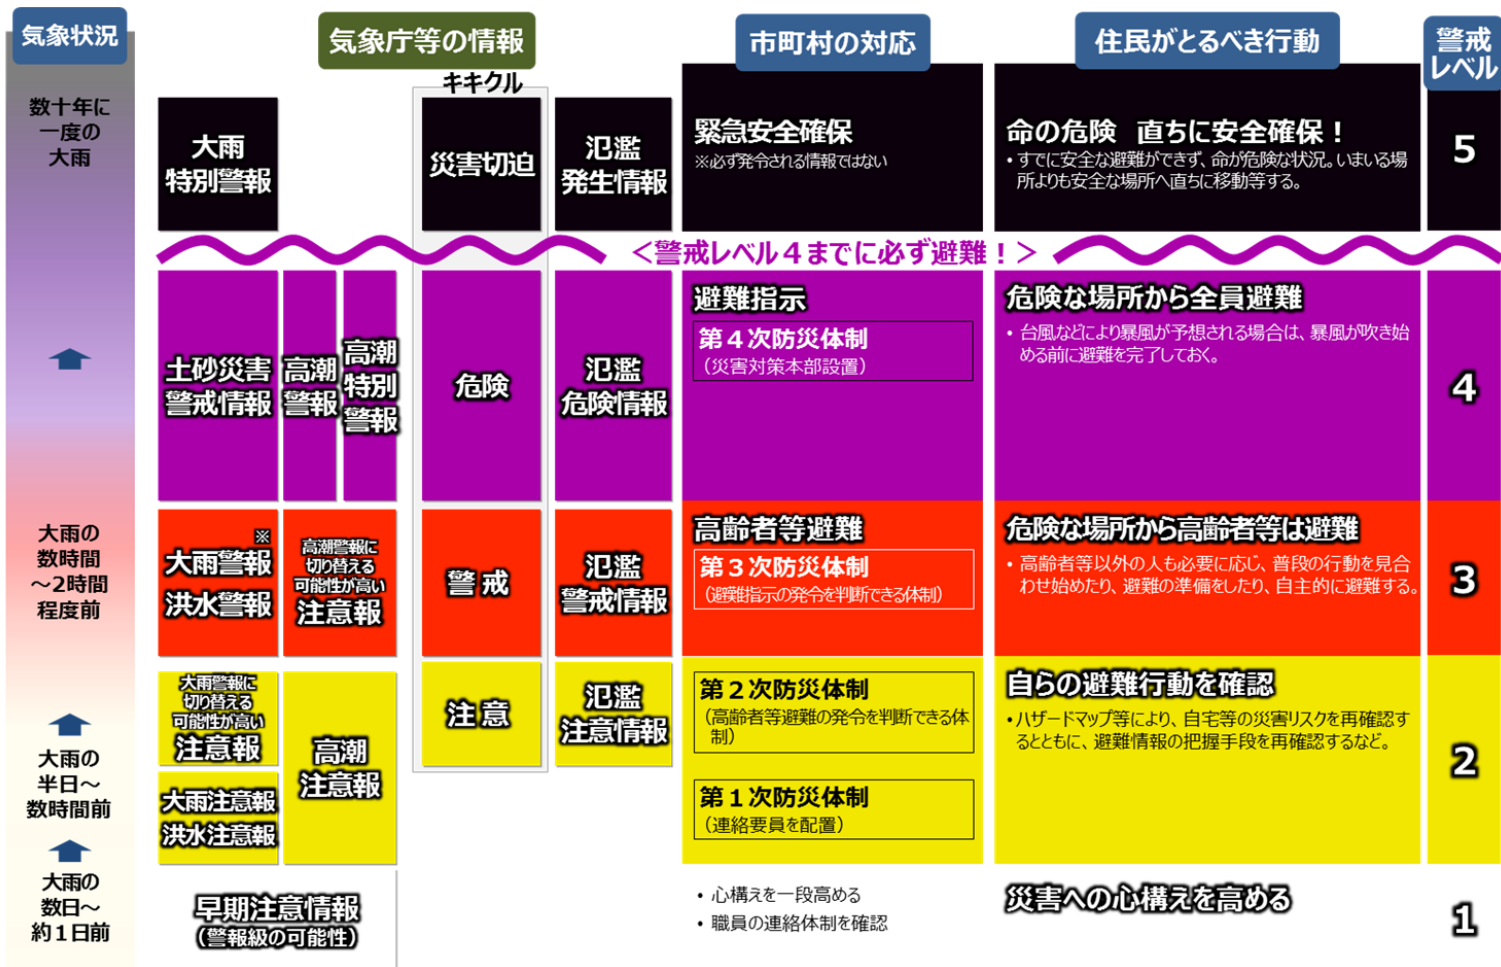 気象状況
気象庁等の情報
市町村の対応
住民がとるべき行動
警戒
レベル
キキクル
数十年に
一度の
大雨
大雨
特別警報
災害切迫
氾濫
発生情報
緊急安全確保
※必ず発令される情報ではない
命の危険 直ちに安全確保！
・すでに安全な避難ができず、命が危険な状況。いまいる場
所よりも安全な場所へ直ちに移動等する。
5
＜警戒レベル４までに必ず避難！＞
土砂災害
警戒情報
高潮
警報
高潮
特別
警報
危険
氾濫
危険情報
避難指示
第４次防災体制
（災害対策本部設置）
危険な場所から全員避難
・台風などにより暴風が予想される場合は、暴風が吹き始
める前に避難を完了しておく。
4
大雨の
数時間
～2時間
程度前
※
大雨警報
洪水警報
高潮警報に
切り替える
可能性が高い
注意報
警戒
氾濫
警戒情報
高齢者等避難
第３次防災体制
（避難指示の発令を判断できる体制）
危険な場所から高齢者等は避難
・高齢者等以外の人も必要に応じ、普段の行動を見合
わせ始めたり、避難の準備をしたり、自主的に避難する。
3
大雨の
半日～
数時間前
大雨警報に
切り替える
可能性が高い
注意報
大雨注意報
洪水注意報
高潮
注意報
注意
氾濫
注意情報
第２次防災体制
（高齢者等避難の発令を判断できる体
制）
第１次防災体制
（連絡要員を配置）
自らの避難行動を確認
・ハザードマップ等により、自宅等の災害リスクを再確認す
るとともに、避難情報の把握手段を再確認するなど。
2
大雨の
数日～
約１日前
早期注意情報
（警報級の可能性）
・心構えを一段高める
・職員の連絡体制を確認
災害への心構えを高める
1